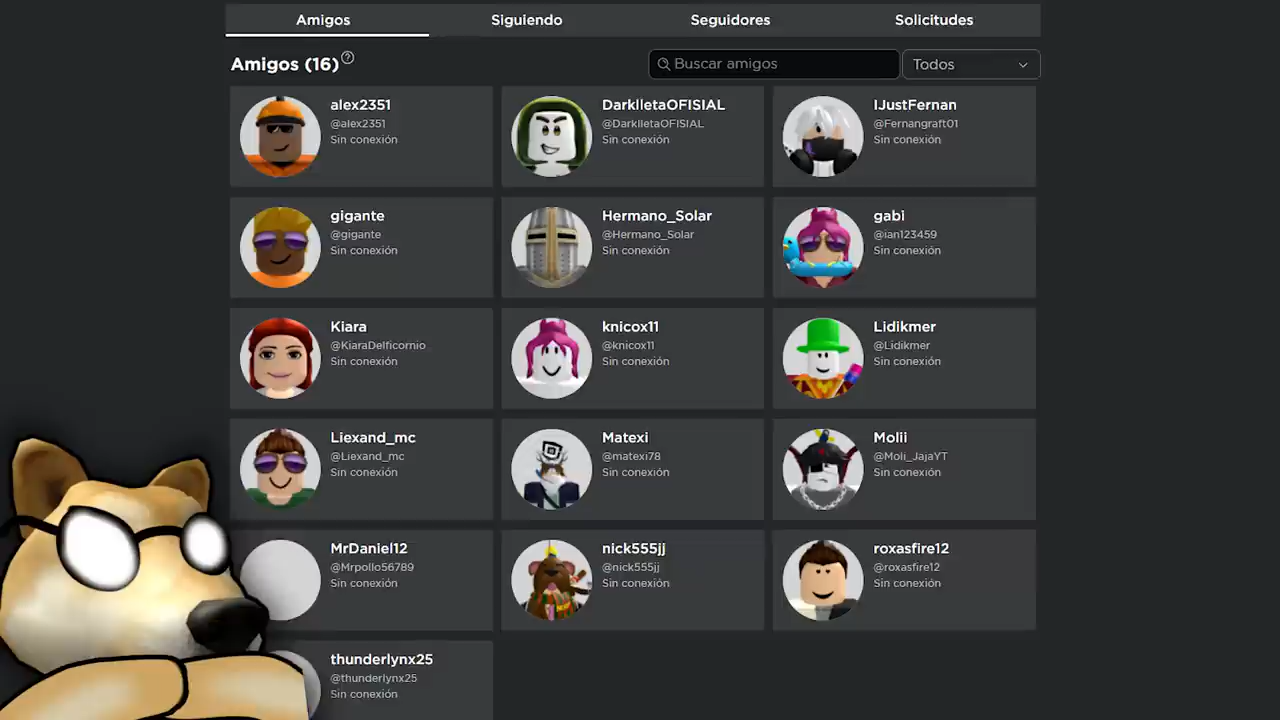 Amigos
Siguiendo
Seguidores
Solicitudes
Amigos (16)
?
Buscar amigos
Todos
alex2351
@alex2351
Sin conexión
DarklletaOFISIAL
@DarklletaOFISIAL
Sin conexión
IJustFernan
@Fernangraft01
Sin conexión
gigante
@gigante
Sin conexión
Hermano_Solar
@Hermano_Solar
Sin conexión
gabi
@ian123459
Sin conexión
Kiara
@KiaraDelficornio
Sin conexión
knicox11
@knicox11
Sin conexión
Lidikmer
@Lidikmer
Sin conexión
Liexand_mc
@Liexand_mc
Sin conexión
Matexi
@matexi78
Sin conexión
Molii
@Moli_JajaYT
Sin conexión
MrDaniel12
@Mrpollo56789
Sin conexión
nick555jj
@nick555jj
Sin conexión
roxasfire12
@roxasfire12
Sin conexión
thunderlynx25
@thunderlynx25
Sin conexión